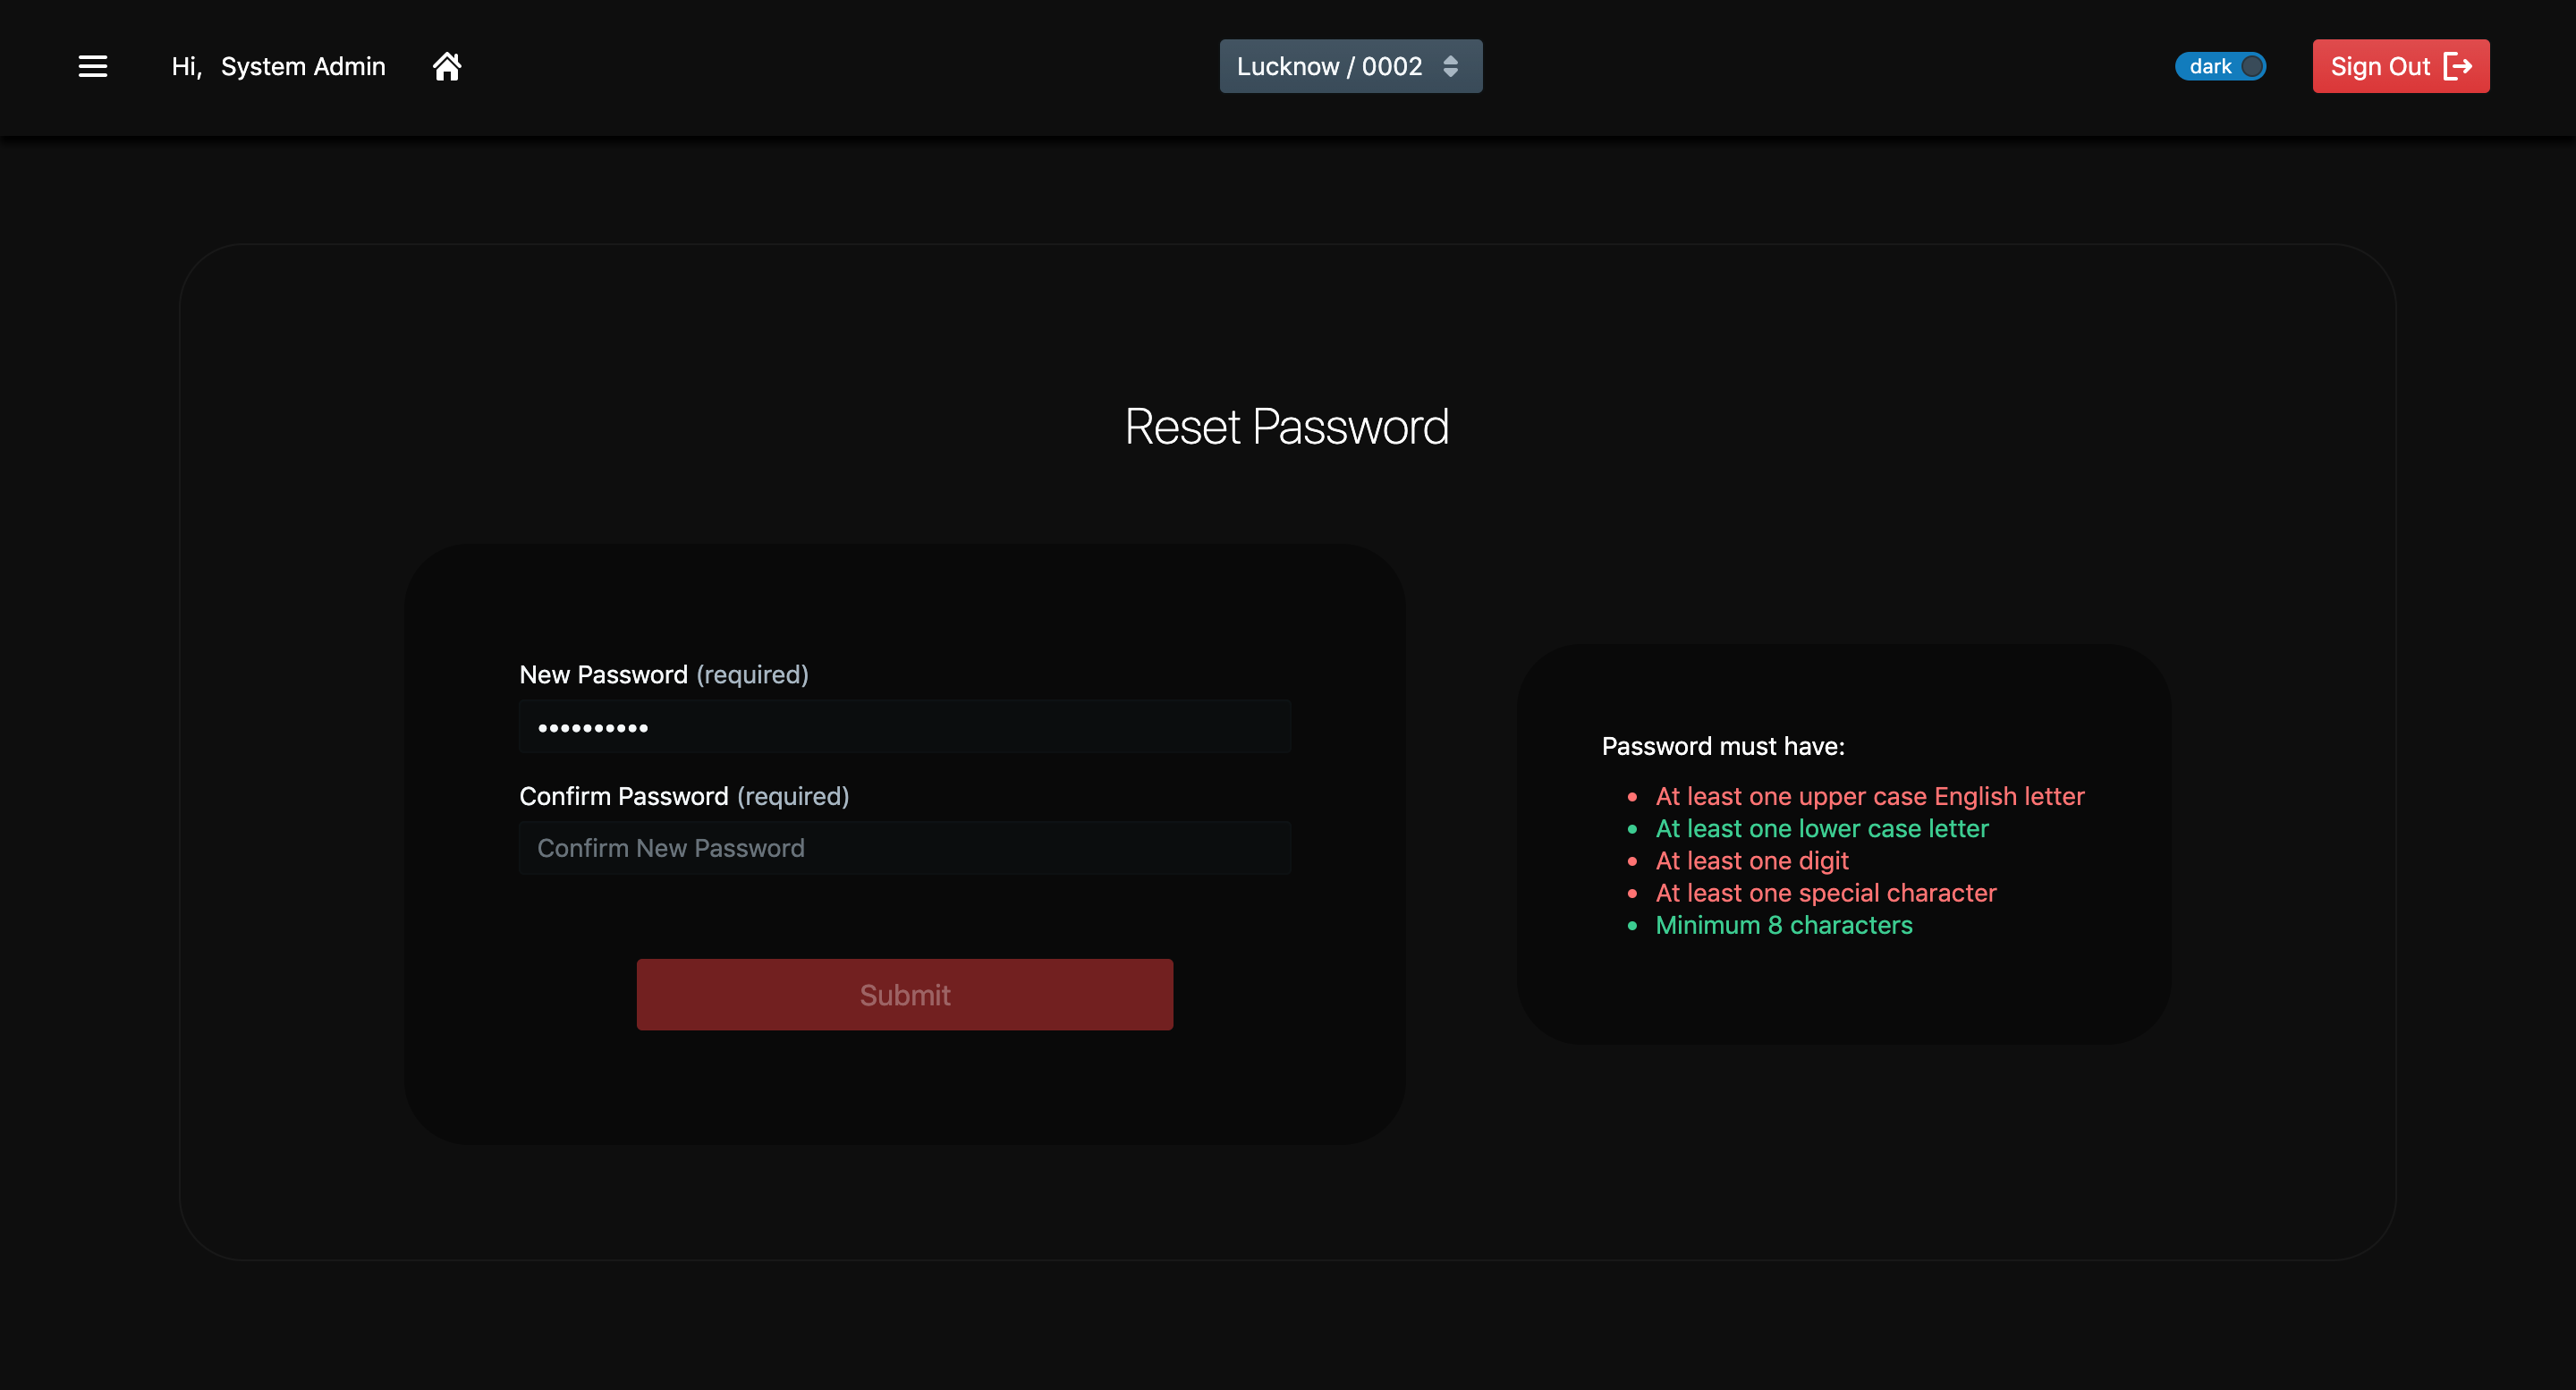 Hi, System Admin
Lucknow / 0002
dark
Sign Out
Reset Password
New Password (required)
••••••••••
Confirm Password (required)
Confirm New Password
Submit
Password must have:
• At least one upper case English letter
• At least one lower case letter
• At least one digit
• At least one special character
• Minimum 8 characters